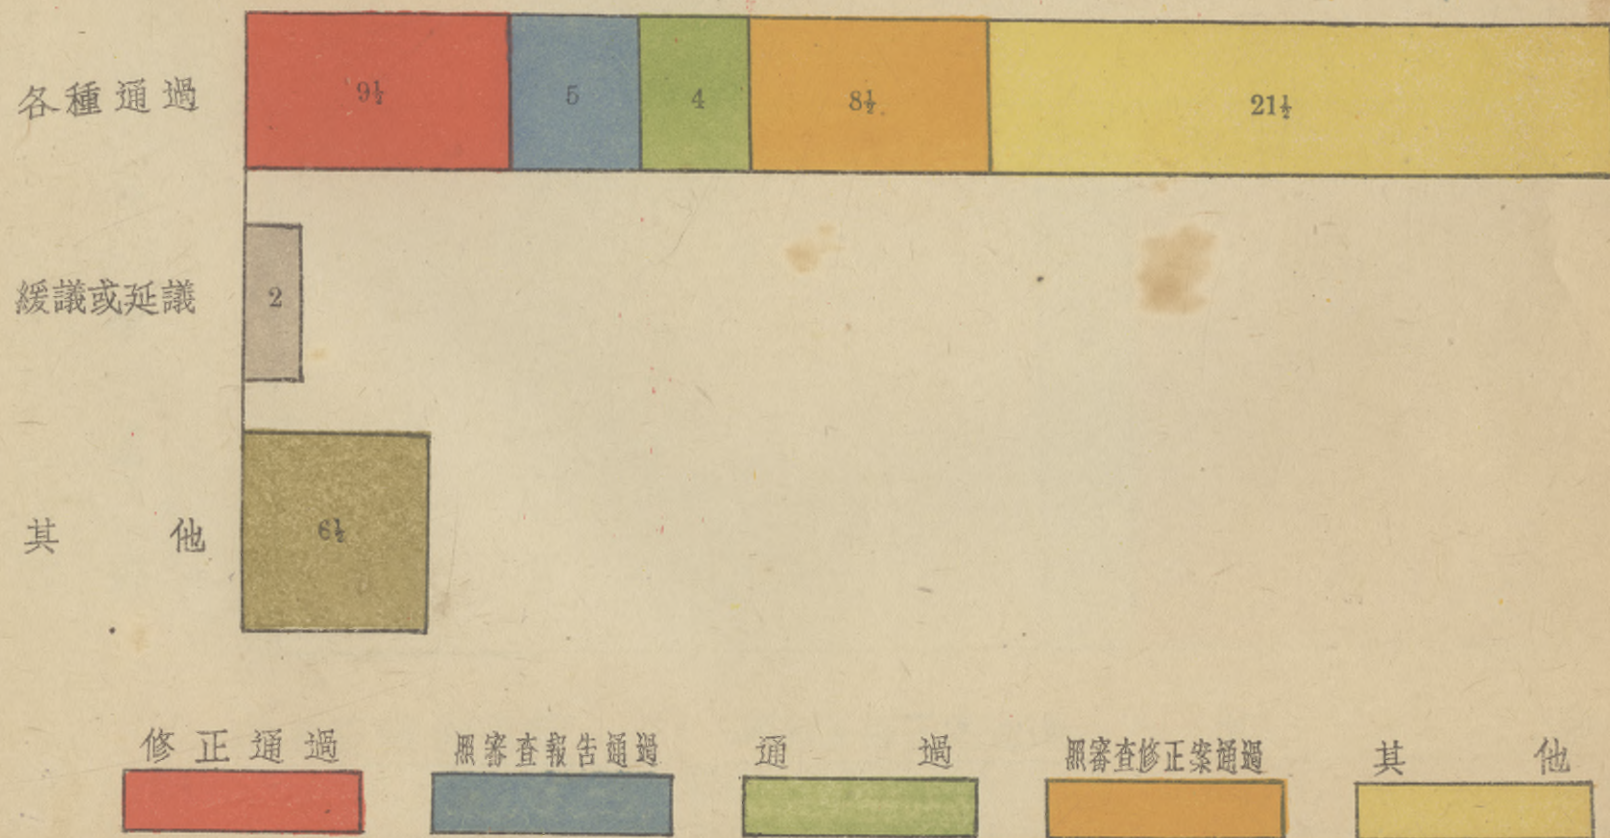 各種通過 9½ 5 4 8½ 21½
緩議或延議 2
其他 6½
修正通過 照審查報告通過 通過 照審查修正案通過 其他